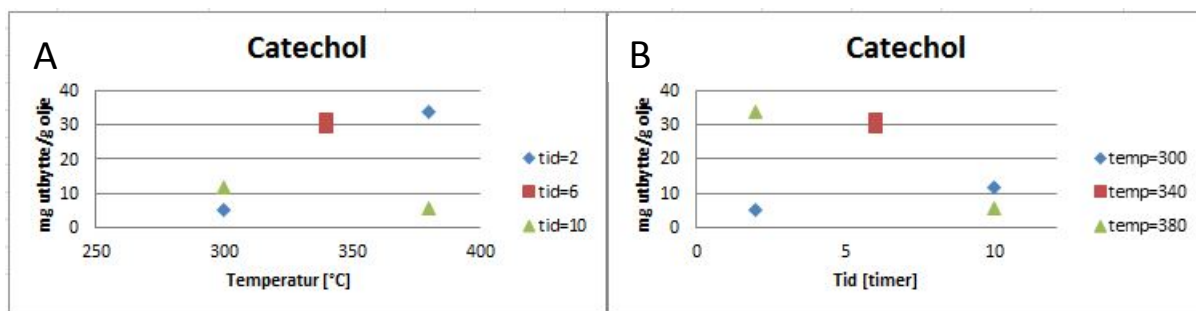 A
Catechol
mg utbytte/g olje
40
30
20
10
0
250
300
350
400
Temperatur [°C]
tid=2
tid=6
tid=10
B
Catechol
mg utbytte/g olje
40
30
20
10
0
0
5
10
Tid [timer]
temp=300
temp=340
temp=380